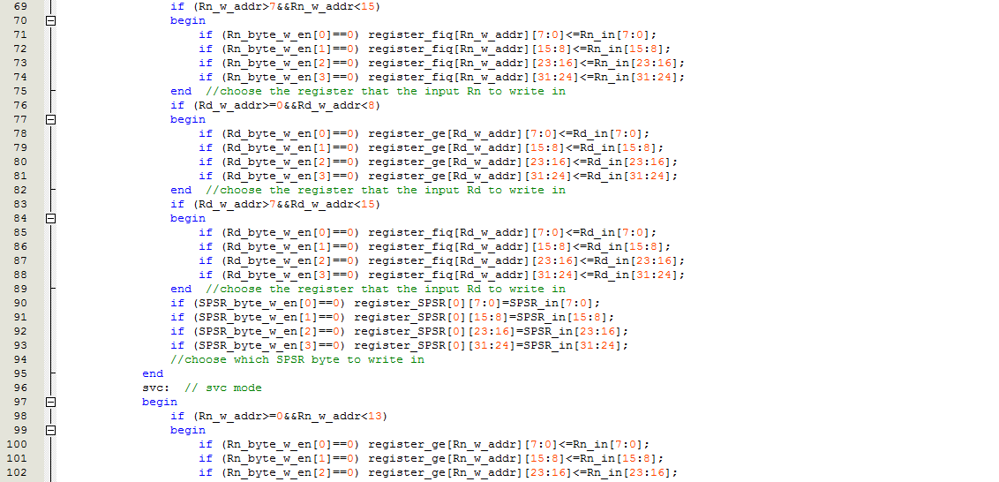 69 if (Rn_w_addr>7&&Rn_w_addr<15)
70 begin
71 if (Rn_byte_w_en[0]==0) register_fiq[Rn_w_addr][7:0]<=Rn_in[7:0];
72 if (Rn_byte_w_en[1]==0) register_fiq[Rn_w_addr][15:8]<=Rn_in[15:8];
73 if (Rn_byte_w_en[2]==0) register_fiq[Rn_w_addr][23:16]<=Rn_in[23:16];
74 if (Rn_byte_w_en[3]==0) register_fiq[Rn_w_addr][31:24]<=Rn_in[31:24];
75 end //choose the register that the input Rn to write in
76 if (Rd_w_addr>=0&&Rd_w_addr<8)
77 begin
78 if (Rd_byte_w_en[0]==0) register_ge[Rd_w_addr][7:0]<=Rd_in[7:0];
79 if (Rd_byte_w_en[1]==0) register_ge[Rd_w_addr][15:8]<=Rd_in[15:8];
80 if (Rd_byte_w_en[2]==0) register_ge[Rd_w_addr][23:16]<=Rd_in[23:16];
81 if (Rd_byte_w_en[3]==0) register_ge[Rd_w_addr][31:24]<=Rd_in[31:24];
82 end //choose the register that the input Rd to write in
83 if (Rd_w_addr>7&&Rd_w_addr<15)
84 begin
85 if (Rd_byte_w_en[0]==0) register_fiq[Rd_w_addr][7:0]<=Rd_in[7:0];
86 if (Rd_byte_w_en[1]==0) register_fiq[Rd_w_addr][15:8]<=Rd_in[15:8];
87 if (Rd_byte_w_en[2]==0) register_fiq[Rd_w_addr][23:16]<=Rd_in[23:16];
88 if (Rd_byte_w_en[3]==0) register_fiq[Rd_w_addr][31:24]<=Rd_in[31:24];
89 end //choose the register that the input Rd to write in
90 if (SPSR_byte_w_en[0]==0) register_SPSR[0][7:0]=SPSR_in[7:0];
91 if (SPSR_byte_w_en[1]==0) register_SPSR[0][15:8]=SPSR_in[15:8];
92 if (SPSR_byte_w_en[2]==0) register_SPSR[0][23:16]=SPSR_in[23:16];
93 if (SPSR_byte_w_en[3]==0) register_SPSR[0][31:24]=SPSR_in[31:24];
94 //choose which SPSR byte to write in
95 end
96 svc: // svc mode
97 begin
98 if (Rn_w_addr>=0&&Rn_w_addr<13)
99 begin
100 if (Rn_byte_w_en[0]==0) register_ge[Rn_w_addr][7:0]<=Rn_in[7:0];
101 if (Rn_byte_w_en[1]==0) register_ge[Rn_w_addr][15:8]<=Rn_in[15:8];
102 if (Rn_byte_w_en[2]==0) register_ge[Rn_w_addr][23:16]<=Rn_in[23:16];